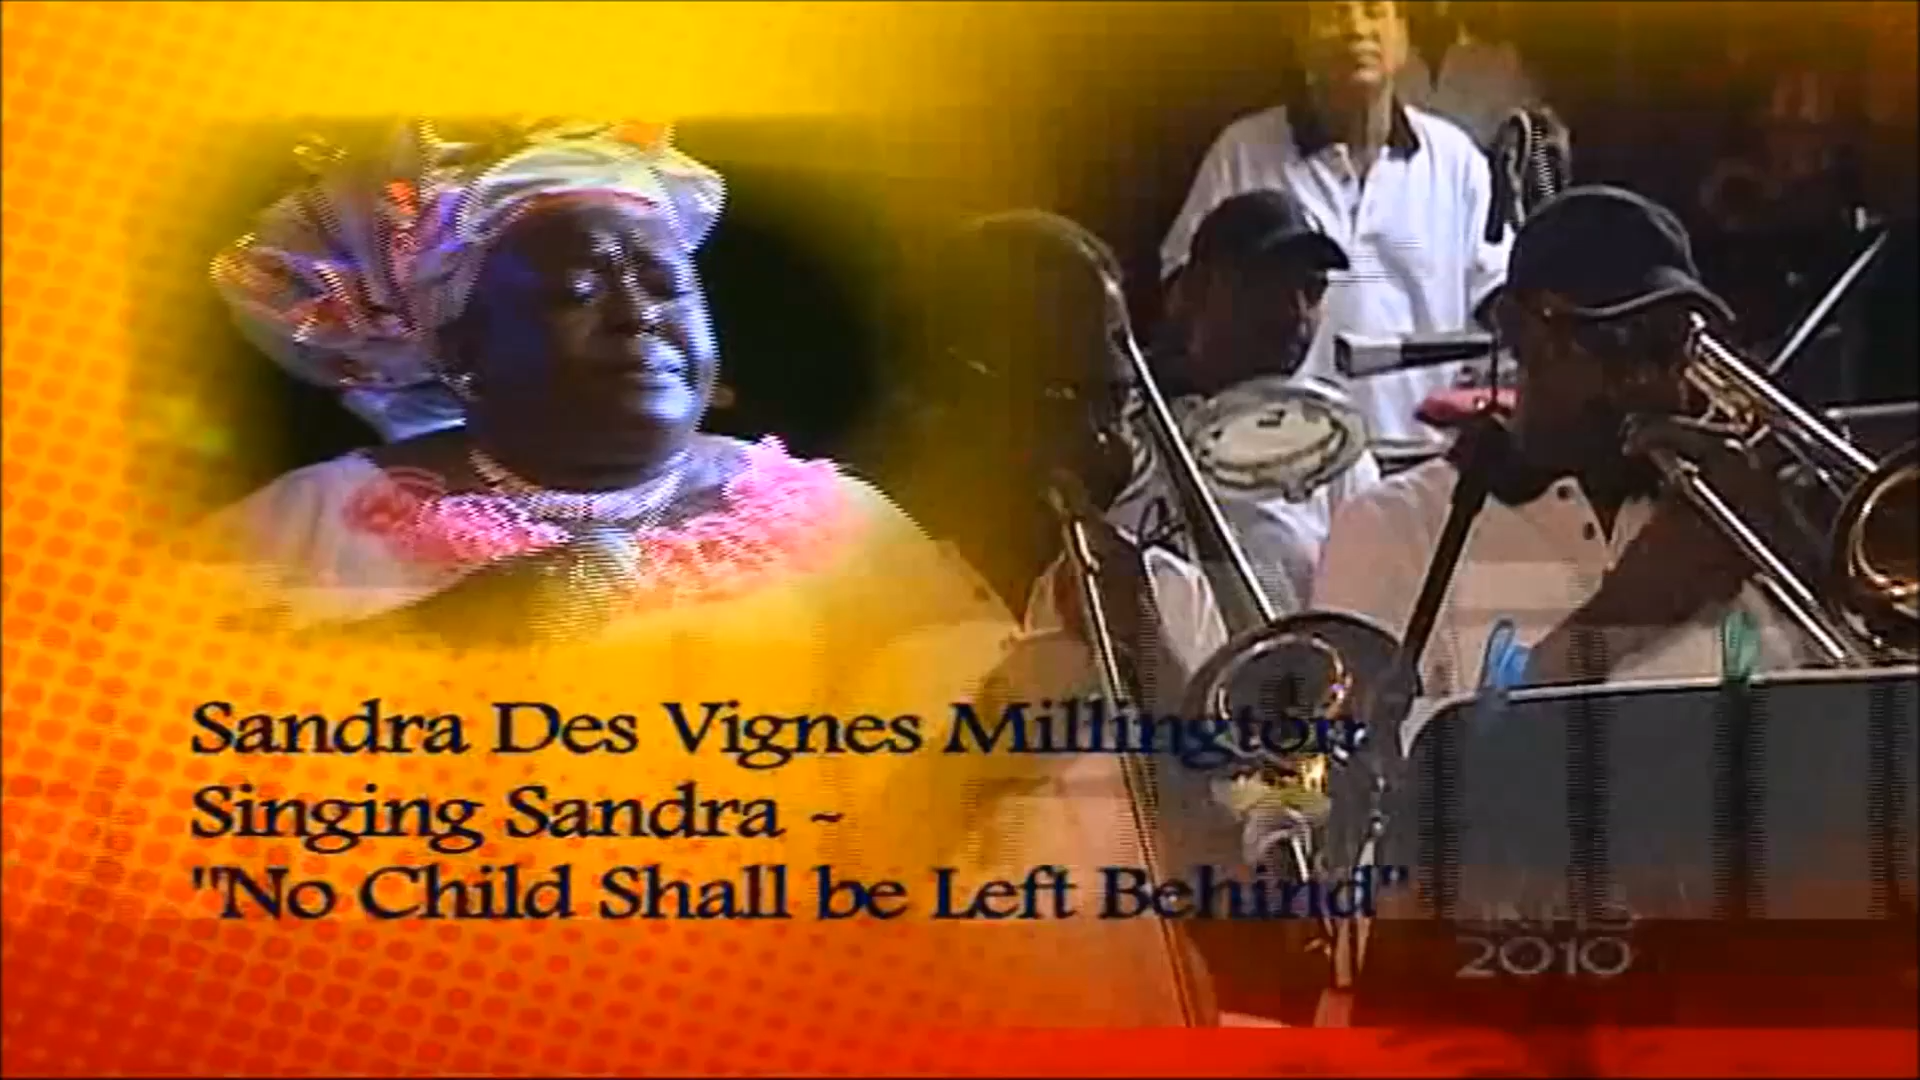 Sandra Des Vignes Millington
Singing Sandra ~
"No Child Shall be Left Behind"
2010